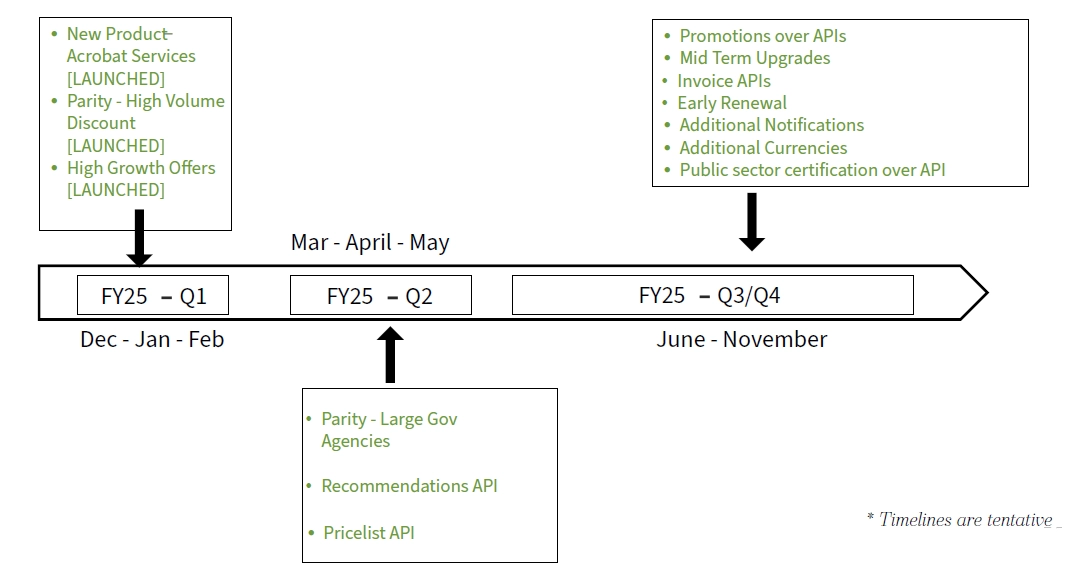 • New Product-
Acrobat Services
[LAUNCHED]
• Parity - High Volume
Discount
[LAUNCHED]
• High Growth Offers
[LAUNCHED]
• Promotions over APIs
• Mid Term Upgrades
• Invoice APIs
• Early Renewal
• Additional Notifications
• Additional Currencies
• Public sector certification over API
Mar - April - May
FY25 – Q1
FY25 – Q2
FY25 – Q3/Q4
Dec - Jan - Feb
June - November
• Parity - Large Gov
Agencies
• Recommendations API
• Pricelist API
* Timelines are tentative